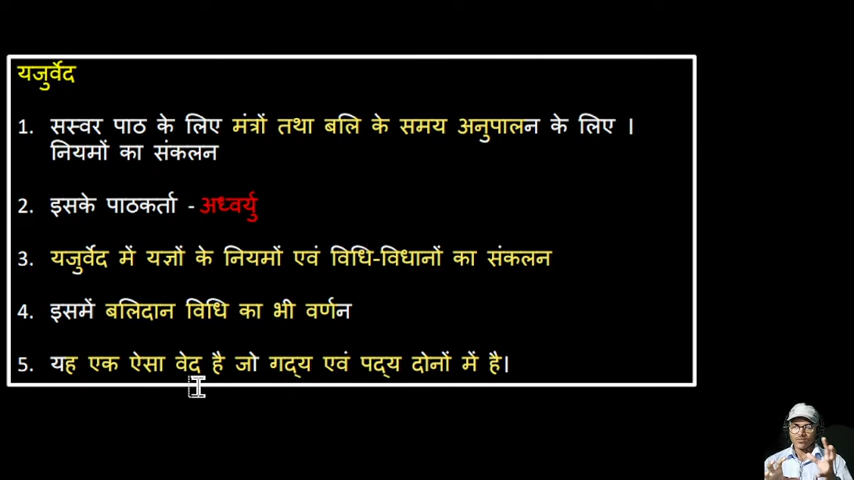 यजुर्वेद
1. सस्वर पाठ के लिए मंत्रों तथा बलि के समय अनुपालन के लिए ।
नियमों का संकलन
2. इसके पाठकर्ता - अध्वर्यु
3. यजुर्वेद में यज्ञों के नियमों एवं विधि-विधानों का संकलन
4. इसमें बलिदान विधि का भी वर्णन
5. यह एक ऐसा वेद है जो गद्य एवं पद्य दोनों में है।